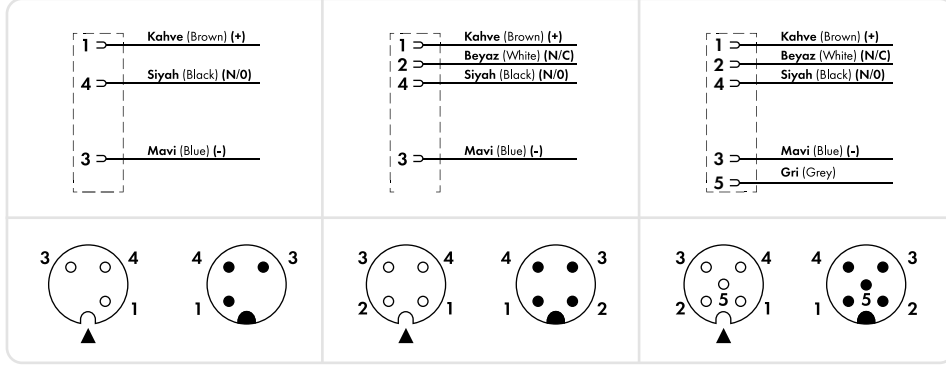 1 Kahve (Brown) (+)
4 Siyah (Black) (N/0)
3 Mavi (Blue) (-)
1 Kahve (Brown) (+)
2 Beyaz (White) (N/C)
4 Siyah (Black) (N/0)
3 Mavi (Blue) (-)
1 Kahve (Brown) (+)
2 Beyaz (White) (N/C)
4 Siyah (Black) (N/0)
3 Mavi (Blue) (-)
5 Gri (Grey)
3 4 4 3
1 1
3 4 4 3
2 1 1 2
3 4 4 3
2 5 1 1 5 2